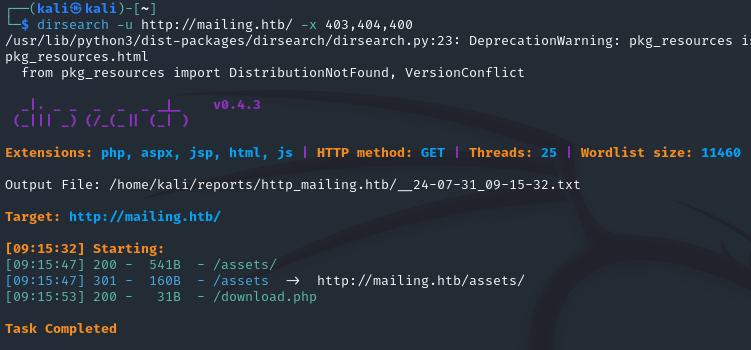 ┌──(kali㉿kali)-[~]
└─$ dirsearch -u http://mailing.htb/ -x 403,404,400
/usr/lib/python3/dist-packages/dirsearch/dirsearch.py:23: DeprecationWarning: pkg_resources is
pkg_resources.html
  from pkg_resources import DistributionNotFound, VersionConflict
v0.4.3
Extensions: php, aspx, jsp, html, js | HTTP method: GET | Threads: 25 | Wordlist size: 11460
Output File: /home/kali/reports/http_mailing.htb/__24-07-31_09-15-32.txt
Target: http://mailing.htb/
[09:15:32] Starting:
[09:15:47] 200 -  541B  - /assets/
[09:15:47] 301 -  160B  - /assets  ->  http://mailing.htb/assets/
[09:15:53] 200 -   31B  - /download.php
Task Completed